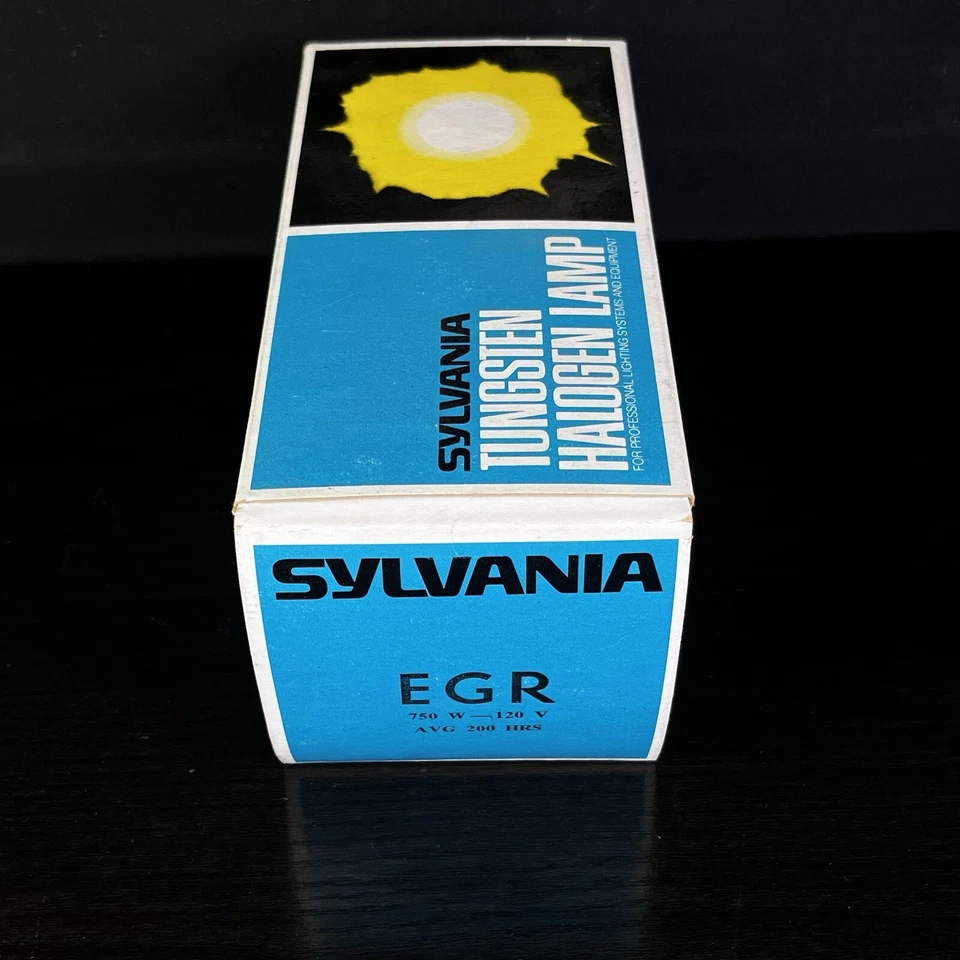 SYLVANIA
TUNGSTEN
HALOGEN LAMP
FOR PROFESSIONAL LIGHTING SYSTEMS AND EQUIPMENT
SYLVANIA
EGR
750 W — 120 V
AVG 200 HRS